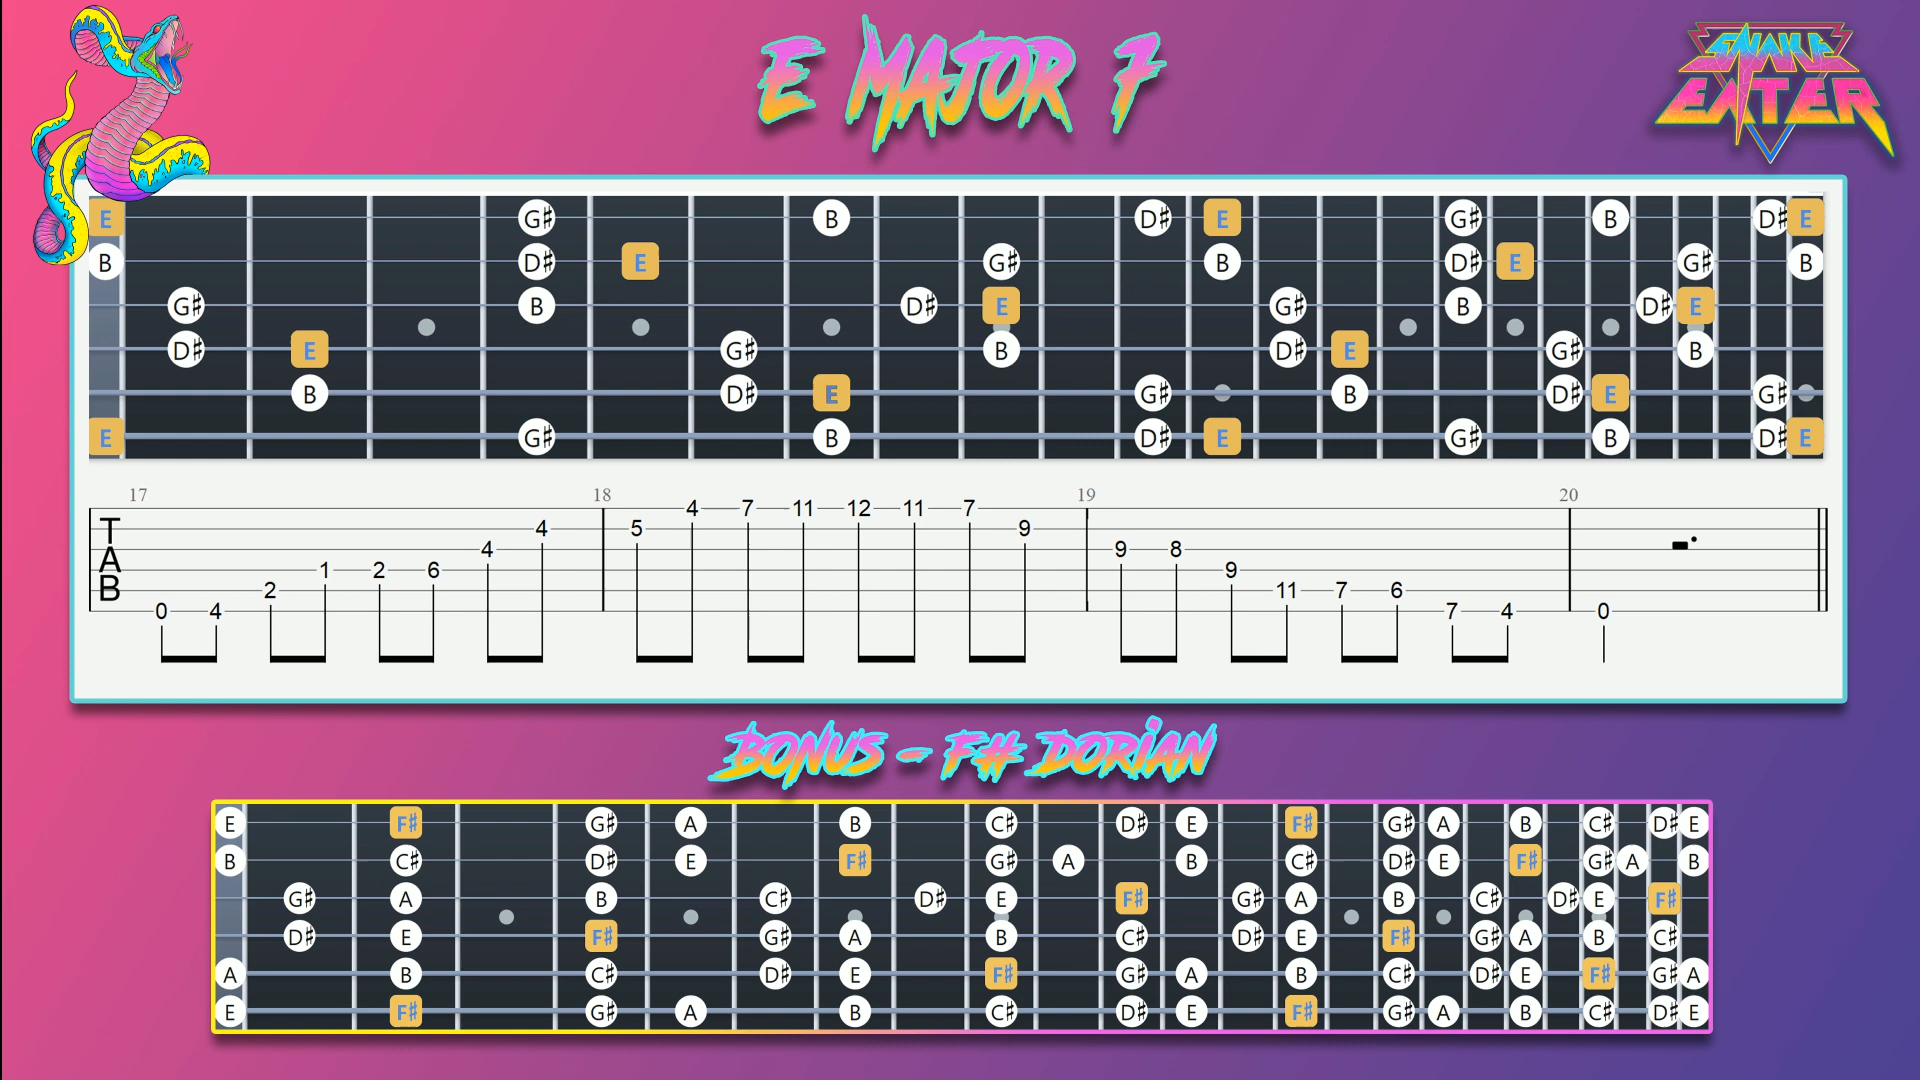 E MAJOR 7
SNAKE
EATER
E G♯ B D♯ E G♯ B D♯ E
B D♯ E G♯ B D♯ E G♯ B
G♯ B D♯ E G♯ B D♯ E
D♯ E G♯ B D♯ E G♯ B
B D♯ E G♯ B D♯ E G♯
E G♯ B D♯ E G♯ B D♯ E
17 18 19 20
4 7 11 12 11 7
T 4 5 9
4 9 8
A 1 2 6 9
B 2 11 7 6
0 4 7 4 0
BONUS - F# DORIAN
E F♯ G♯ A B C♯ D♯ E F♯ G♯ A B C♯ D♯ E
B C♯ D♯ E F♯ G♯ A B C♯ D♯ E F♯ G♯ A B
G♯ A B C♯ D♯ E F♯ G♯ A B C♯ D♯ E F♯
D♯ E F♯ G♯ A B C♯ D♯ E F♯ G♯ A B C♯
A B C♯ D♯ E F♯ G♯ A B C♯ D♯ E F♯ G♯ A
E F♯ G♯ A B C♯ D♯ E F♯ G♯ A B C♯ D♯ E